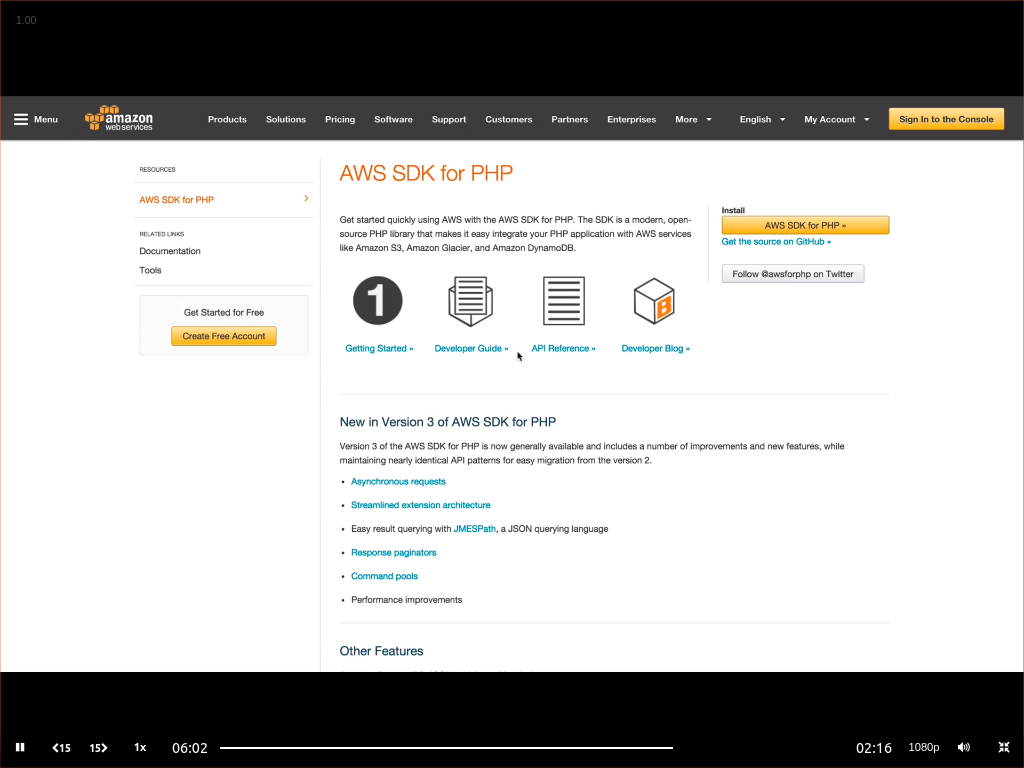 1.00
Menu
amazon
webservices
Products Solutions Pricing Software Support Customers Partners Enterprises More English My Account Sign In to the Console
RESOURCES
AWS SDK for PHP
RELATED LINKS
Documentation
Tools
Get Started for Free
Create Free Account
AWS SDK for PHP
Get started quickly using AWS with the AWS SDK for PHP. The SDK is a modern, open-
source PHP library that makes it easy integrate your PHP application with AWS services
like Amazon S3, Amazon Glacier, and Amazon DynamoDB.
1
Getting Started » Developer Guide » API Reference » Developer Blog »
Install
AWS SDK for PHP »
Get the source on GitHub »
Follow @awsforphp on Twitter
New in Version 3 of AWS SDK for PHP
Version 3 of the AWS SDK for PHP is now generally available and includes a number of improvements and new features, while
maintaining nearly identical API patterns for easy migration from the version 2.
• Asynchronous requests
• Streamlined extension architecture
• Easy result querying with JMESPath, a JSON querying language
• Response paginators
• Command pools
• Performance improvements
Other Features
15 15 1x 06:02 02:16 1080p